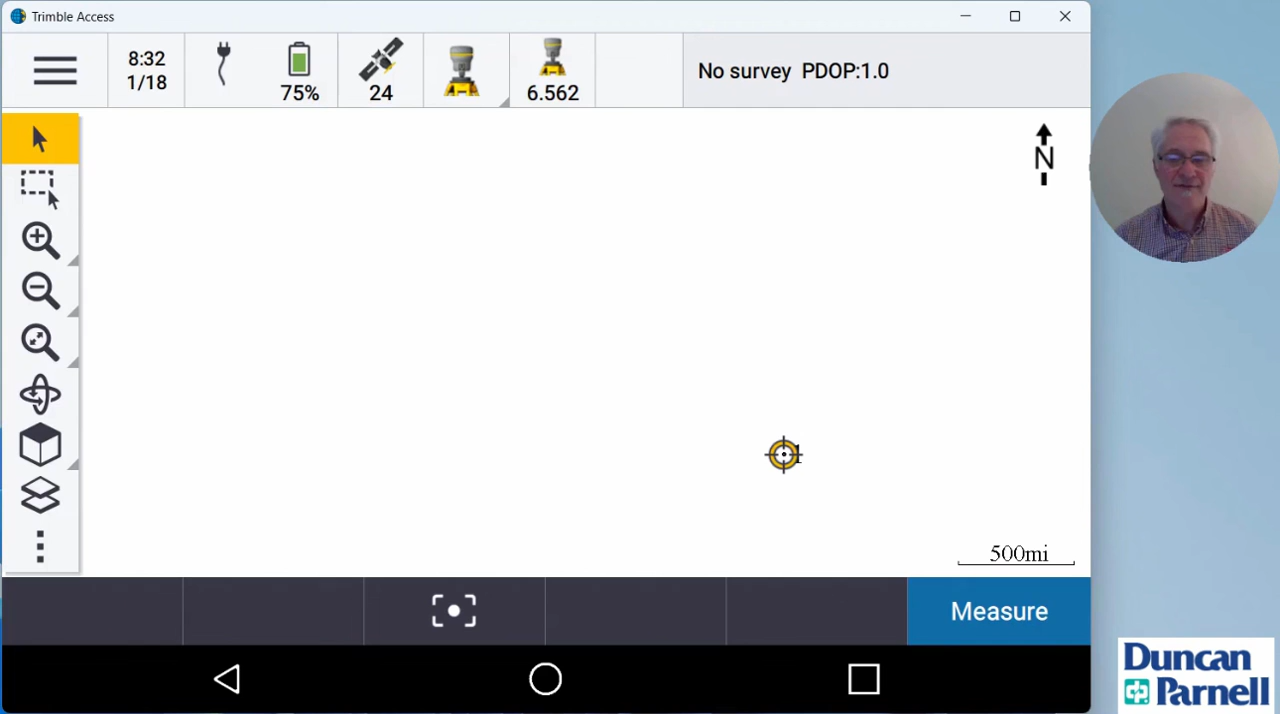 Trimble Access
8:32
1/18
75%
24
6.562
No survey PDOP:1.0
N
1
500mi
Measure
Duncan
Parnell